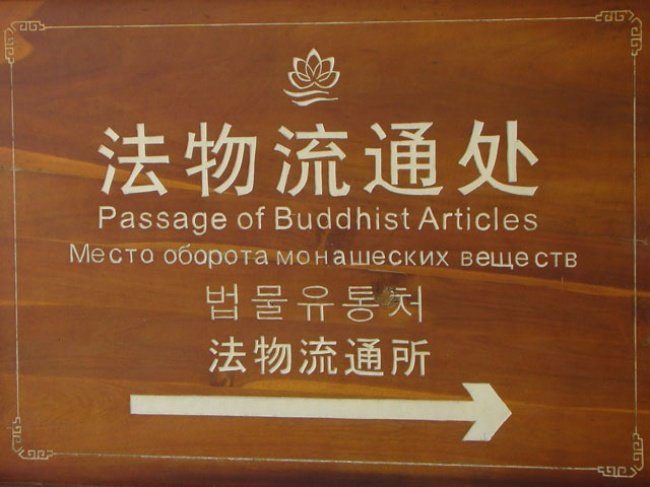 法物流通处
Passage of Buddhist Articles
Место оборота монашеских веществ
법물유통처
法物流通所